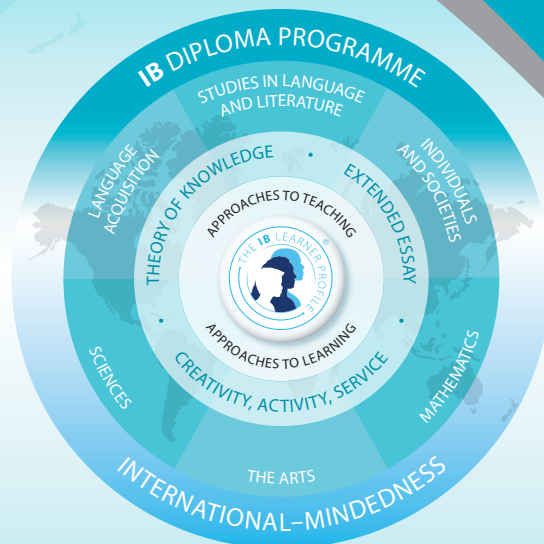 IB DIPLOMA PROGRAMME
STUDIES IN LANGUAGE
AND LITERATURE
LANGUAGE
ACQUISITION
INDIVIDUALS
AND SOCIETIES
THEORY OF KNOWLEDGE
•
EXTENDED ESSAY
APPROACHES TO TEACHING
THE IB LEARNER PROFILE
®
APPROACHES TO LEARNING
•
•
CREATIVITY, ACTIVITY, SERVICE
SCIENCES
MATHEMATICS
THE ARTS
INTERNATIONAL–MINDEDNESS